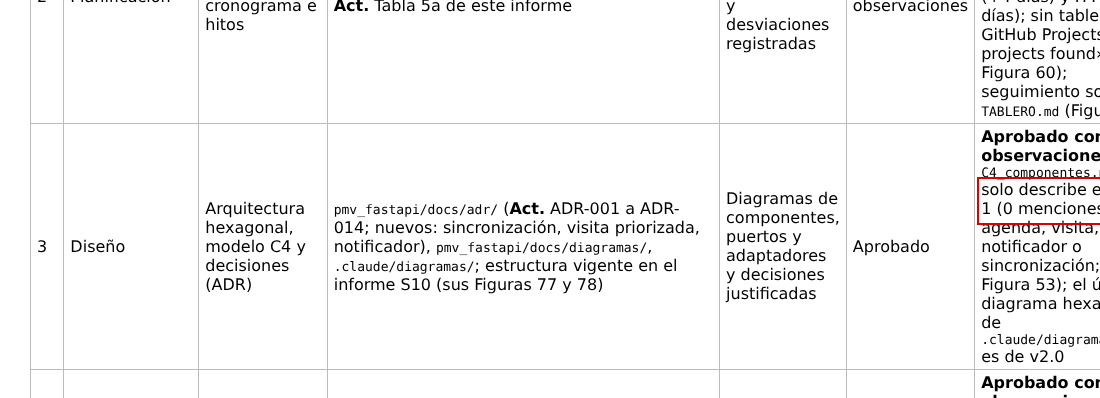 2
Planificación
cronograma e
hitos
Act. Tabla 5a de este informe
y
desviaciones
registradas
observaciones
días); sin table
GitHub Projects
projects found»
Figura 60);
seguimiento so
TABLERO.md (Figu
3
Diseño
Arquitectura
hexagonal,
modelo C4 y
decisiones
(ADR)
pmv_fastapi/docs/adr/ (Act. ADR-001 a ADR-
014; nuevos: sincronización, visita priorizada,
notificador), pmv_fastapi/docs/diagramas/,
.claude/diagramas/; estructura vigente en el
informe S10 (sus Figuras 77 y 78)
Diagramas de
componentes,
puertos y
adaptadores
y decisiones
justificadas
Aprobado
Aprobado con
observacione
C4_componentes.
solo describe e
1 (0 menciones
agenda, visita,
notificador o
sincronización;
Figura 53); el ú
diagrama hexa
de
.claude/diagrama
es de v2.0
Aprobado con